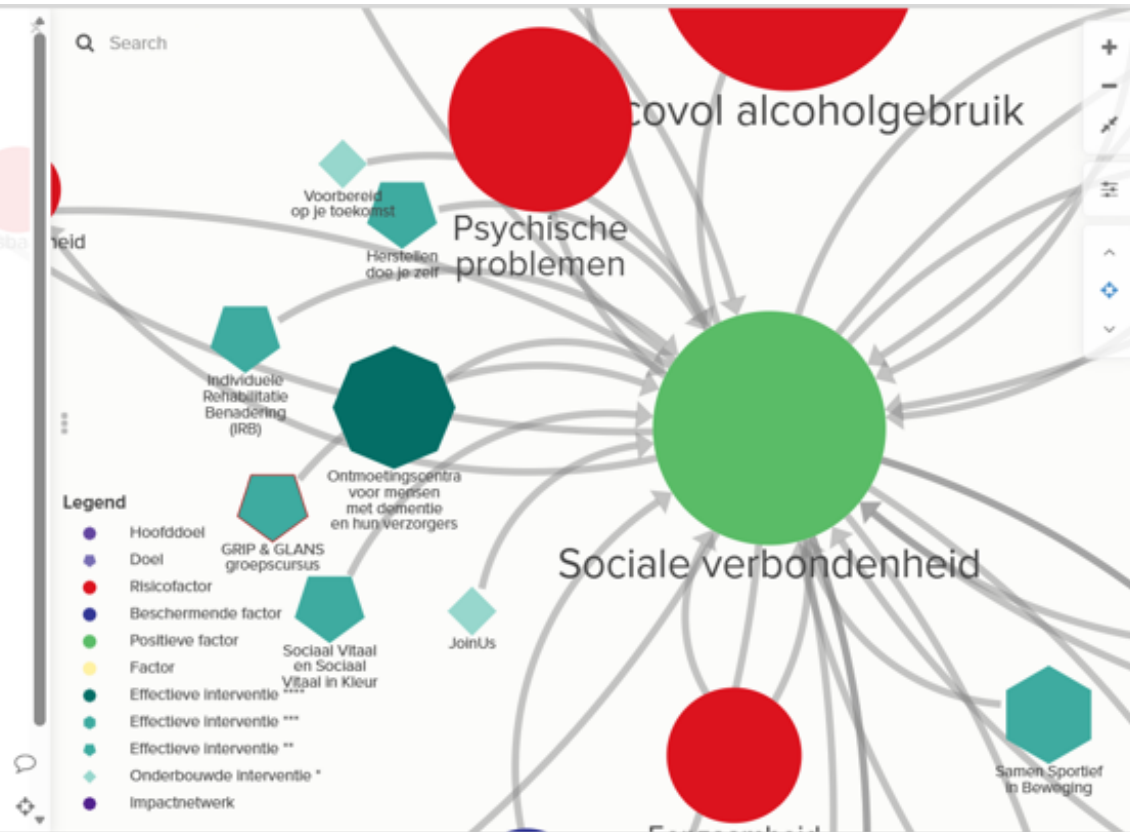 Search
covol alcoholgebruik
Voorbereid
op je toekomst
Psychische
problemen
Herstellen
doe je zelf
heid
Individuele
Rehabilitatie
Benadering
(IRB)
Ontmoetingscentra
voor mensen
met dementie
en hun verzorgers
GRIP & GLANS
groepscursus
Sociale verbondenheid
JoinUs
Sociaal Vitaal
en Sociaal
Vitaal in Kleur
Samen Sportief
in Beweging
Eenzaamheid
Legend
Hoofddoel
Doel
Risicofactor
Beschermende factor
Positieve factor
Factor
Effectieve interventie ****
Effectieve interventie ***
Effectieve interventie **
Onderbouwde interventie *
Impactnetwerk